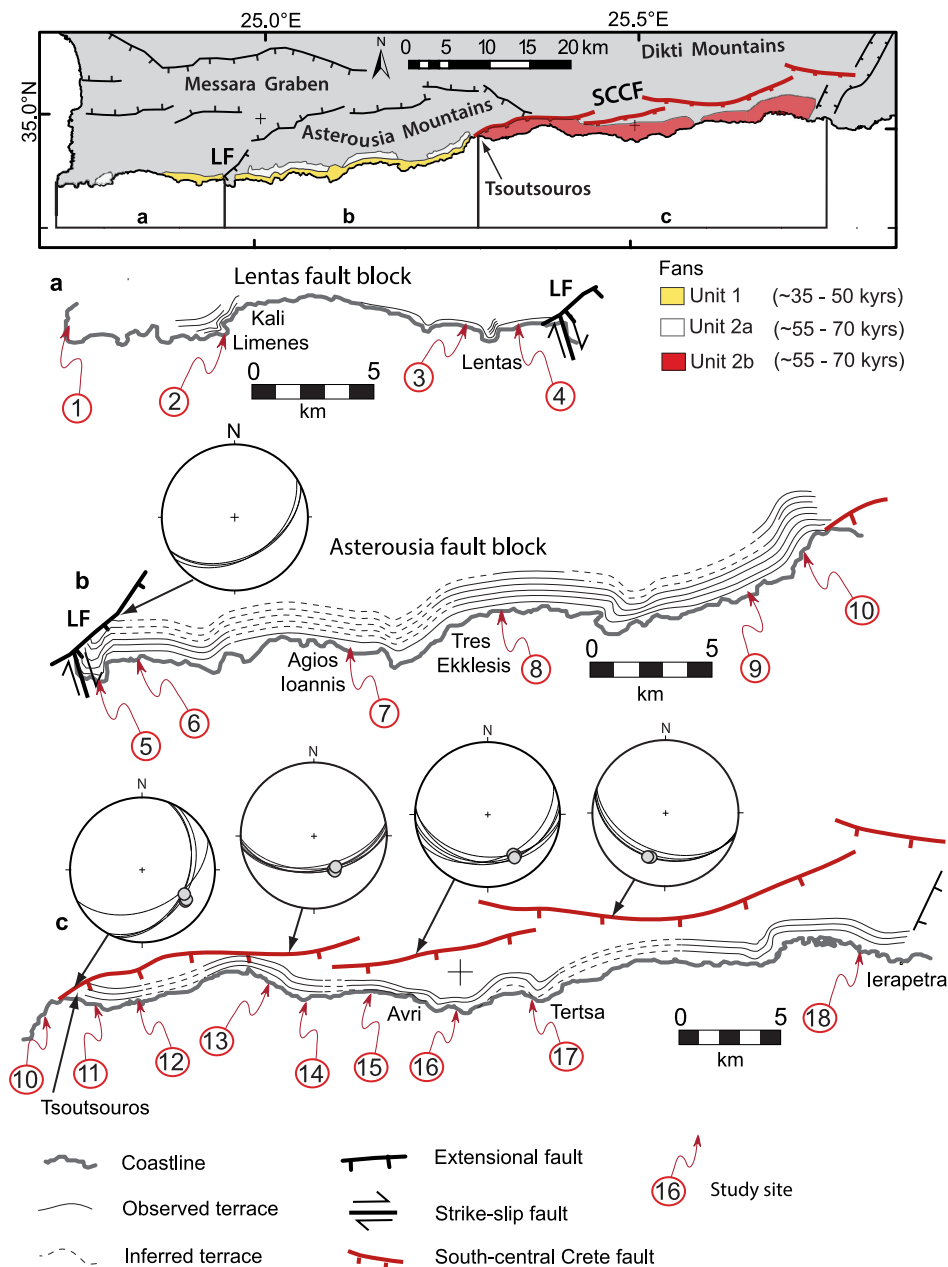 25.0°E
25.5°E
35.0°N
N
0 5 10 15 20 km
Dikti Mountains
Messara Graben
SCCF
Asterousia Mountains
LF
Tsoutsouros
a
b
c
a
Lentas fault block
LF
Kali
Limenes
Lentas
0
5
km
1
2
3
4
Fans
Unit 1 (~35 - 50 kyrs)
Unit 2a (~55 - 70 kyrs)
Unit 2b (~55 - 70 kyrs)
N
Asterousia fault block
b
LF
Agios
Ioannis
Tres
Ekklesis
0
5
km
5
6
7
8
9
10
N
N
N
N
c
Avri
Tertsa
Ierapetra
0
5
km
10
11
12
13
14
15
16
17
18
Tsoutsouros
Coastline
Observed terrace
Inferred terrace
Extensional fault
Strike-slip fault
South-central Crete fault
16
Study site